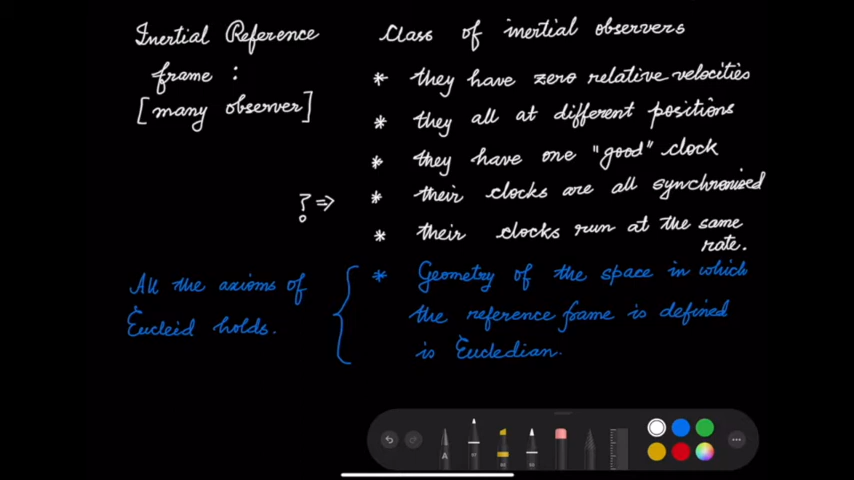 Inertial Reference
frame :
[many observer]
Class of inertial observers
* they have zero relative velocities
* they all at different positions
* they have one "good" clock
? ⇒ * their clocks are all synchronised
* their clocks run at the same
rate.
All the axioms of
Eucleid holds.
* Geometry of the space in which
the reference frame is defined
is Eucledian.